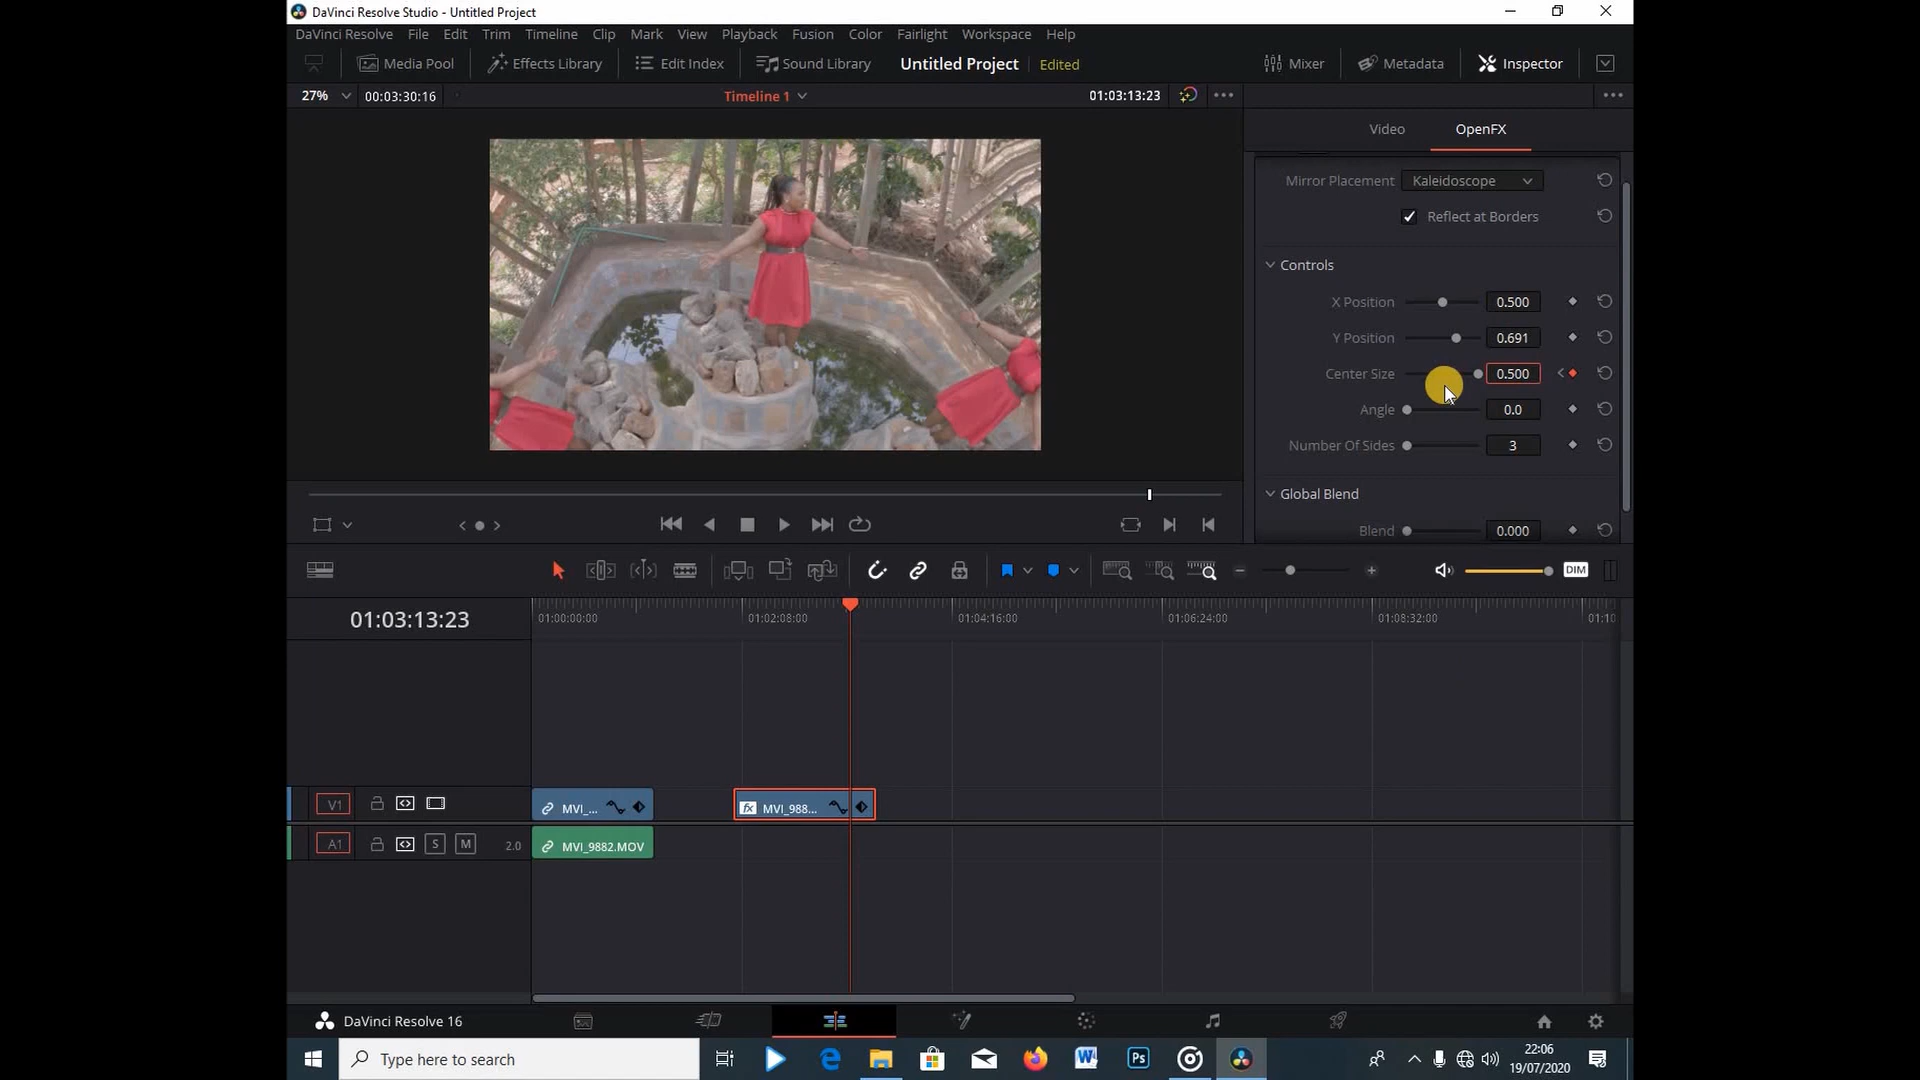 DaVinci Resolve Studio - Untitled Project
DaVinci Resolve File Edit Trim Timeline Clip Mark View Playback Fusion Color Fairlight Workspace Help
Media Pool Effects Library Edit Index Sound Library Untitled Project Edited Mixer Metadata Inspector
27% 00:03:30:16 Timeline 1 01:03:13:23
Video OpenFX
Mirror Placement Kaleidoscope
Reflect at Borders
Controls
X Position 0.500
Y Position 0.691
Center Size 0.500
Angle 0.0
Number Of Sides 3
Global Blend
Blend 0.000
DIM
01:03:13:23 01:00:00:00 01:02:08:00 01:04:16:00 01:06:24:00 01:08:32:00 01:10
V1 MVI_... fx MVI_988...
A1 S M 2.0 MVI_9882.MOV
DaVinci Resolve 16
Type here to search W Ps 22:06
19/07/2020